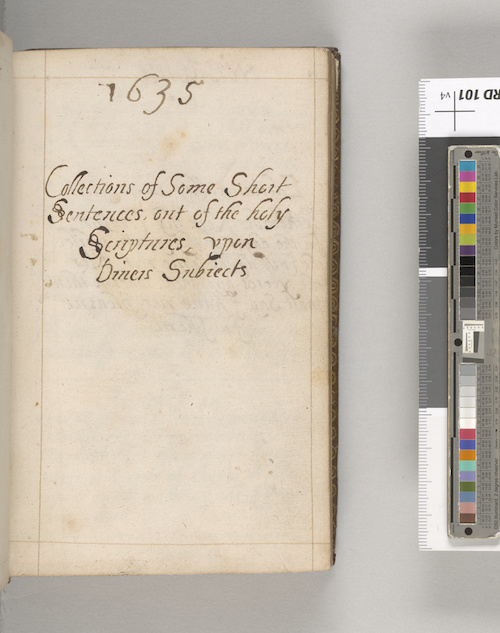 1635
Collections of Some Short
Sentences, out of the holy
Scriptures, vpon
Diuers Subiects
RD 101
v4